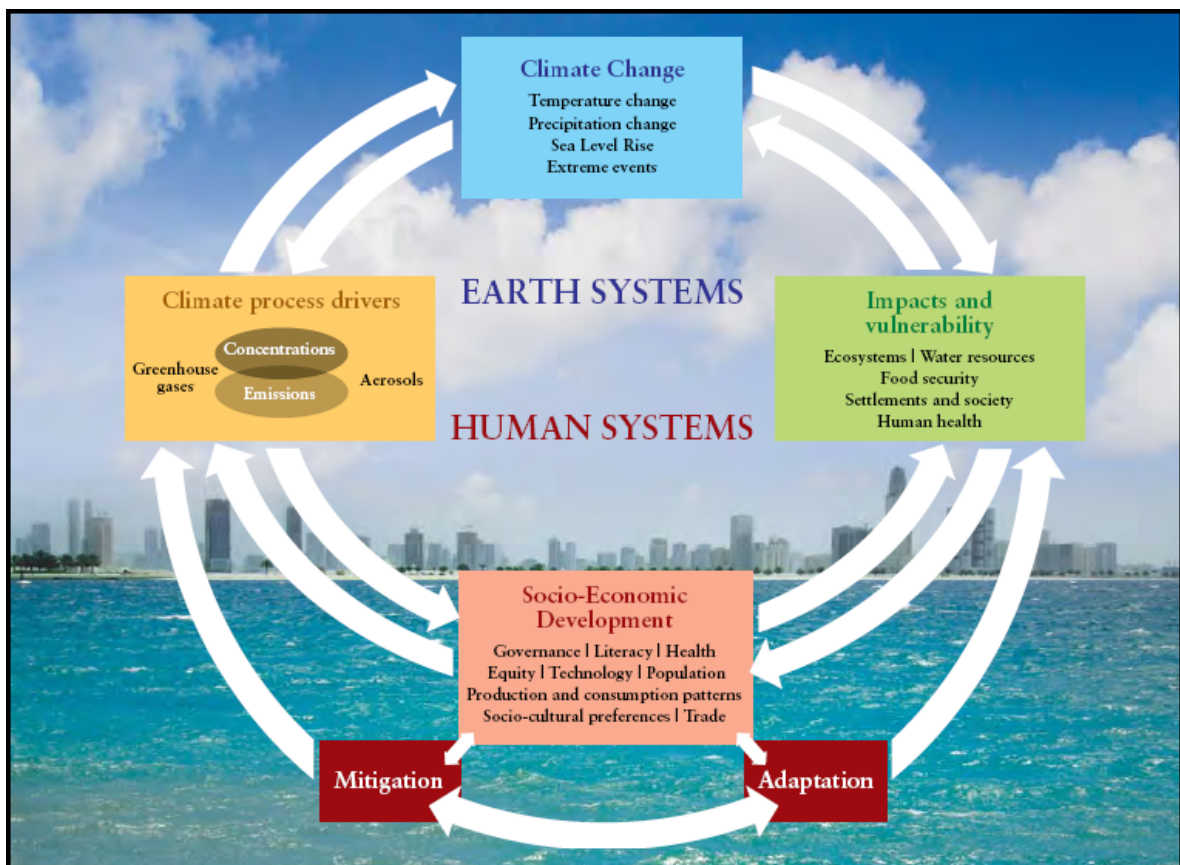 Climate Change
Temperature change
Precipitation change
Sea Level Rise
Extreme events
EARTH SYSTEMS
Climate process drivers
Concentrations
Greenhouse
gases
Aerosols
Emissions
Impacts and
vulnerability
Ecosystems | Water resources
Food security
Settlements and society
Human health
HUMAN SYSTEMS
Socio-Economic
Development
Governance | Literacy | Health
Equity | Technology | Population
Production and consumption patterns
Socio-cultural preferences | Trade
Mitigation
Adaptation